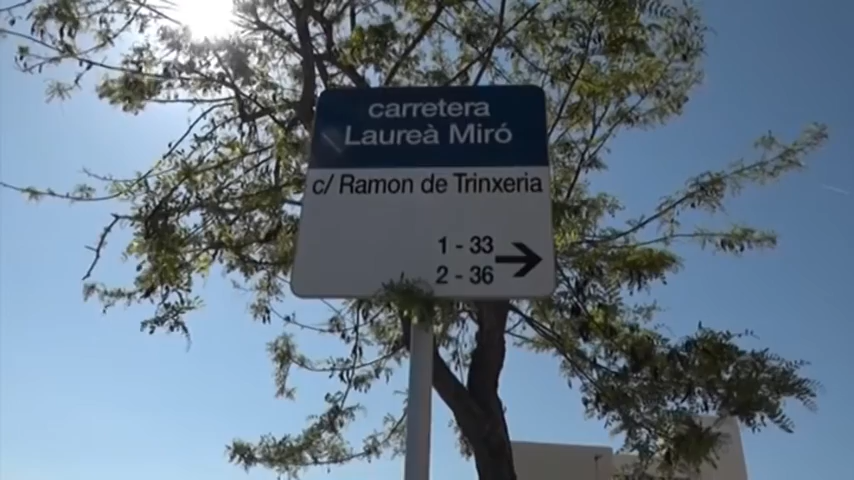 carretera
Laureà Miró
c/ Ramon de Trinxeria
1 - 33
2 - 36